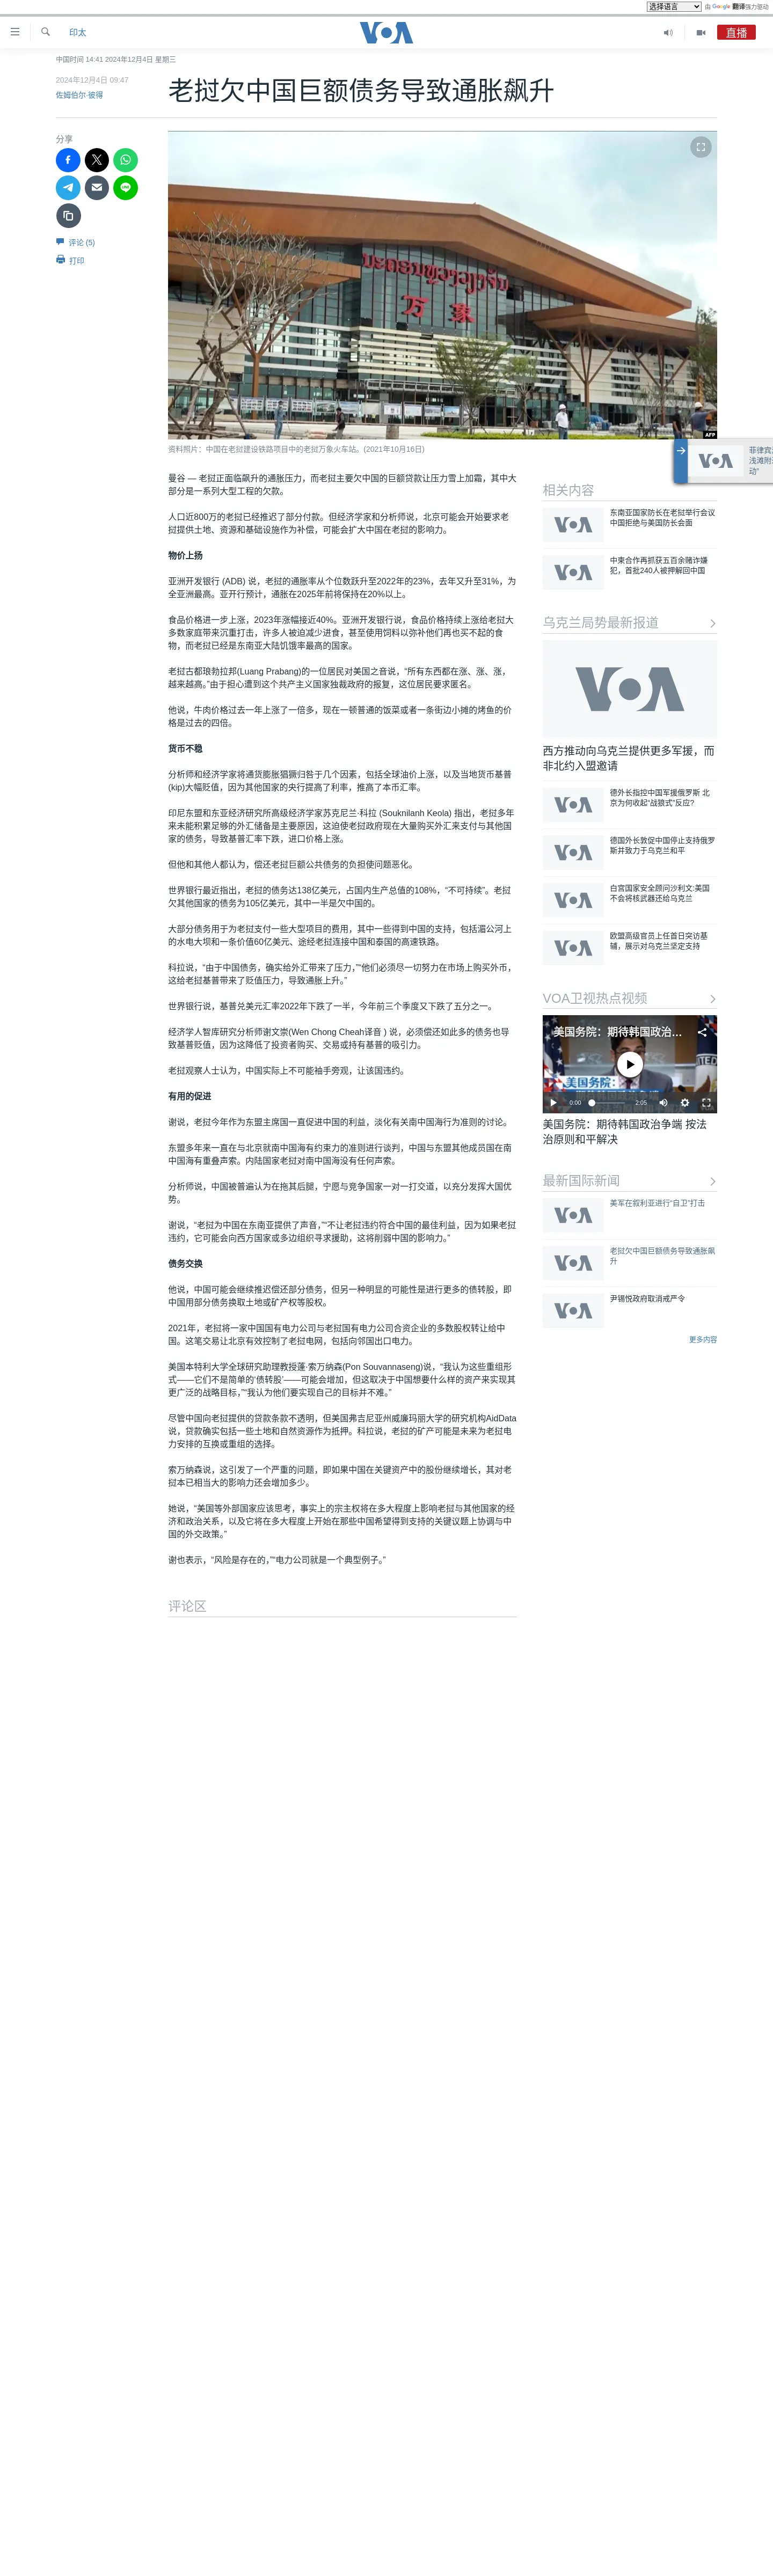 选择语言 由 Google 翻译强力驱动
印太
VOA
直播
中国时间 14:41 2024年12月4日 星期三
2024年12月4日 09:47
佐姆伯尔·彼得
老挝欠中国巨额债务导致通胀飙升
分享
评论 (5)
打印
万象
AFP
资料照片：中国在老挝建设铁路项目中的老挝万象火车站。(2021年10月16日)
曼谷 — 老挝正面临飙升的通胀压力，而老挝主要欠中国的巨额贷款让压力雪上加霜，其中大
部分是一系列大型工程的欠款。
人口近800万的老挝已经推迟了部分付款。但经济学家和分析师说，北京可能会开始要求老
挝提供土地、资源和基础设施作为补偿，可能会扩大中国在老挝的影响力。
物价上扬
亚洲开发银行 (ADB) 说，老挝的通胀率从个位数跃升至2022年的23%，去年又升至31%，为
全亚洲最高。亚开行预计，通胀在2025年前将保持在20%以上。
食品价格进一步上涨，2023年涨幅接近40%。亚洲开发银行说，食品价格持续上涨给老挝大
多数家庭带来沉重打击，许多人被迫减少进食，甚至使用饲料以弥补他们再也买不起的食
物，而老挝已经是东南亚大陆饥饿率最高的国家。
老挝古都琅勃拉邦(Luang Prabang)的一位居民对美国之音说，“所有东西都在涨、涨、涨，
越来越高。”由于担心遭到这个共产主义国家独裁政府的报复，这位居民要求匿名。
他说，牛肉价格过去一年上涨了一倍多，现在一顿普通的饭菜或者一条街边小摊的烤鱼的价
格是过去的四倍。
货币不稳
分析师和经济学家将通货膨胀猖獗归咎于几个因素，包括全球油价上涨，以及当地货币基普
(kip)大幅贬值，因为其他国家的央行提高了利率，推高了本币汇率。
印尼东盟和东亚经济研究所高级经济学家苏克尼兰·科拉 (Souknilanh Keola) 指出，老挝多年
来未能积累足够的外汇储备是主要原因，这迫使老挝政府现在大量购买外汇来支付与其他国
家的债务，导致基普汇率下跌，进口价格上涨。
但他和其他人都认为，偿还老挝巨额公共债务的负担使问题恶化。
世界银行最近指出，老挝的债务达138亿美元，占国内生产总值的108%，“不可持续”。老挝
欠其他国家的债务为105亿美元，其中一半是欠中国的。
大部分债务用于为老挝支付一些大型项目的费用，其中一些得到中国的支持，包括湄公河上
的水电大坝和一条价值60亿美元、途经老挝连接中国和泰国的高速铁路。
科拉说，“由于中国债务，确实给外汇带来了压力，”“他们必须尽一切努力在市场上购买外币，
这给老挝基普带来了贬值压力，导致通胀上升。”
世界银行说，基普兑美元汇率2022年下跌了一半，今年前三个季度又下跌了五分之一。
经济学人智库研究分析师谢文崇(Wen Chong Cheah译音 ) 说，必须偿还如此多的债务也导
致基普贬值，因为这降低了投资者购买、交易或持有基普的吸引力。
老挝观察人士认为，中国实际上不可能袖手旁观，让该国违约。
有用的促进
谢说，老挝今年作为东盟主席国一直促进中国的利益，淡化有关南中国海行为准则的讨论。
东盟多年来一直在与北京就南中国海有约束力的准则进行谈判，中国与东盟其他成员国在南
中国海有重叠声索。内陆国家老挝对南中国海没有任何声索。
分析师说，中国被普遍认为在拖其后腿，宁愿与竞争国家一对一打交道，以充分发挥大国优
势。
谢说，“老挝为中国在东南亚提供了声音，”“不让老挝违约符合中国的最佳利益，因为如果老挝
违约，它可能会向西方国家或多边组织寻求援助，这将削弱中国的影响力。”
债务交换
他说，中国可能会继续推迟偿还部分债务，但另一种明显的可能性是进行更多的债转股，即
中国用部分债务换取土地或矿产权等股权。
2021年，老挝将一家中国国有电力公司与老挝国有电力公司合资企业的多数股权转让给中
国。这笔交易让北京有效控制了老挝电网，包括向邻国出口电力。
美国本特利大学全球研究助理教授蓬·索万纳森(Pon Souvannaseng)说，“我认为这些重组形
式——它们不是简单的‘债转股’——可能会增加，但这取决于中国想要什么样的资产来实现其
更广泛的战略目标，”“我认为他们要实现自己的目标并不难。”
尽管中国向老挝提供的贷款条款不透明，但美国弗吉尼亚州威廉玛丽大学的研究机构AidData
说，贷款确实包括一些土地和自然资源作为抵押。科拉说，老挝的矿产可能是未来为老挝电
力安排的互换或重组的选择。
索万纳森说，这引发了一个严重的问题，即如果中国在关键资产中的股份继续增长，其对老
挝本已相当大的影响力还会增加多少。
她说，“美国等外部国家应该思考，事实上的宗主权将在多大程度上影响老挝与其他国家的经
济和政治关系，以及它将在多大程度上开始在那些中国希望得到支持的关键议题上协调与中
国的外交政策。”
谢也表示，“风险是存在的，”“电力公司就是一个典型例子。”
评论区
VOA
菲律宾
浅滩附
动”
相关内容
VOA
东南亚国家防长在老挝举行会议
中国拒绝与美国防长会面
VOA
中柬合作再抓获五百余赌诈嫌
犯，首批240人被押解回中国
乌克兰局势最新报道
VOA
西方推动向乌克兰提供更多军援，而
非北约入盟邀请
VOA
德外长指控中国军援俄罗斯 北
京为何收起“战狼式”反应?
VOA
德国外长敦促中国停止支持俄罗
斯并致力于乌克兰和平
VOA
白宫国家安全顾问沙利文:美国
不会将核武器还给乌克兰
VOA
欧盟高级官员上任首日突访基
辅，展示对乌克兰坚定支持
VOA卫视热点视频
美国务院：期待韩国政治...
美国务院：
0:00 2:05
美国务院：期待韩国政治争端 按法
治原则和平解决
最新国际新闻
VOA
美军在叙利亚进行“自卫”打击
VOA
老挝欠中国巨额债务导致通胀飙
升
VOA
尹锡悦政府取消戒严令
更多内容